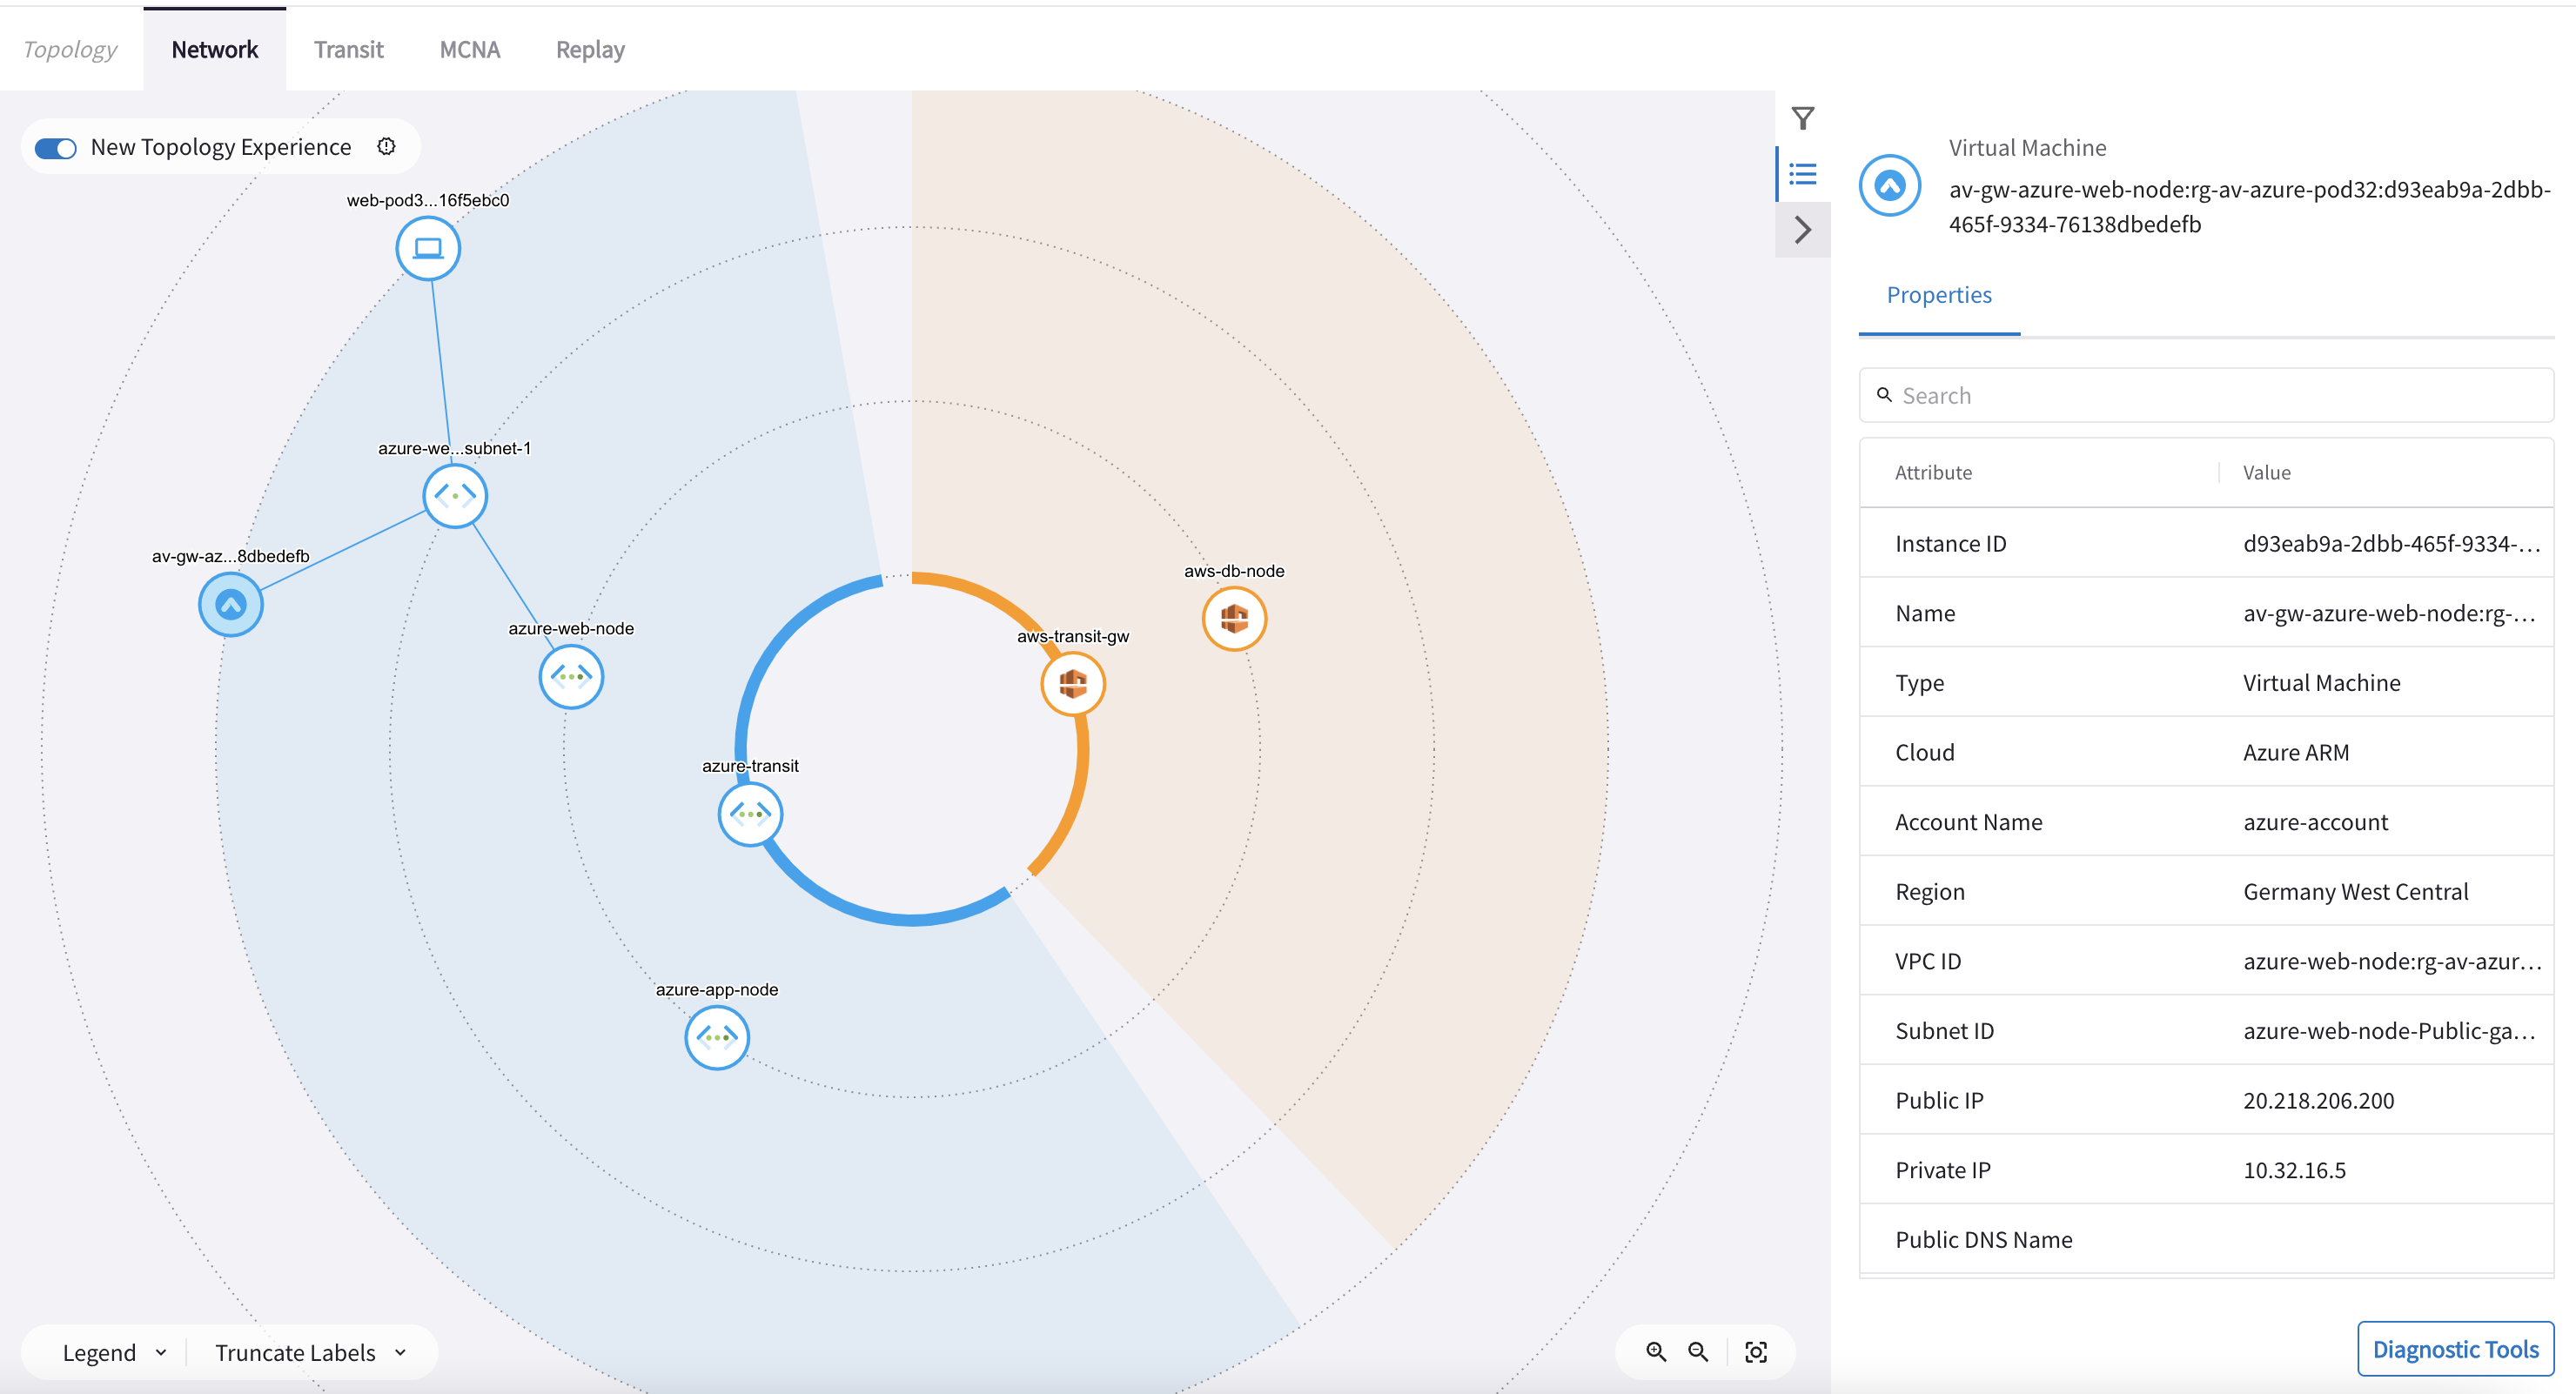 Topology Network Transit MCNA Replay
New Topology Experience
web-pod3...16f5ebc0
azure-we...subnet-1
av-gw-az...8dbedefb
azure-web-node
aws-db-node
aws-transit-gw
azure-transit
azure-app-node
Legend Truncate Labels
Virtual Machine
av-gw-azure-web-node:rg-av-azure-pod32:d93eab9a-2dbb-
465f-9334-76138dbedefb
Properties
Search
Attribute Value
Instance ID d93eab9a-2dbb-465f-9334-...
Name av-gw-azure-web-node:rg-...
Type Virtual Machine
Cloud Azure ARM
Account Name azure-account
Region Germany West Central
VPC ID azure-web-node:rg-av-azur...
Subnet ID azure-web-node-Public-ga...
Public IP 20.218.206.200
Private IP 10.32.16.5
Public DNS Name
Diagnostic Tools